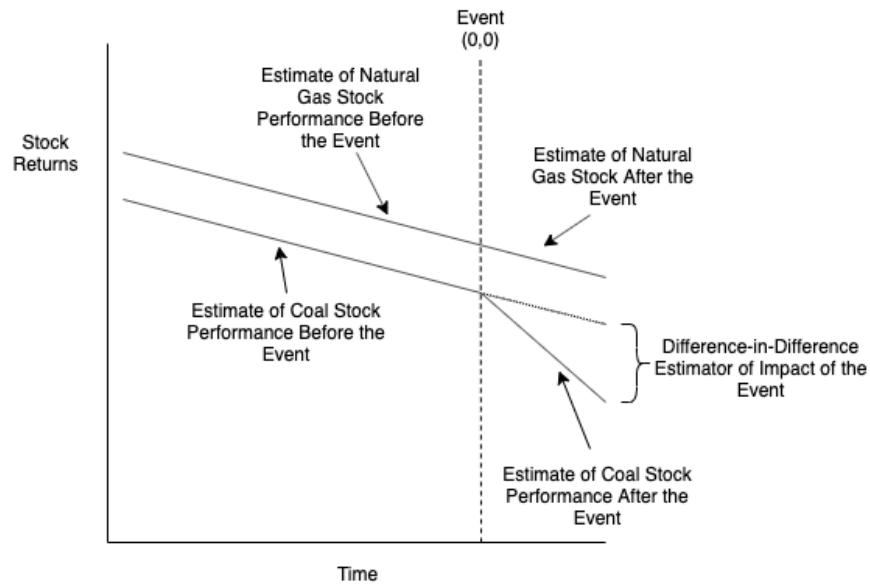 Event
(0,0)
Estimate of Natural
Gas Stock
Performance Before
the Event
Stock
Returns
Estimate of Natural
Gas Stock After the
Event
Estimate of Coal Stock
Performance Before the
Event
Difference-in-Difference
Estimator of Impact of the
Event
Estimate of Coal Stock
Performance After the
Event
Time